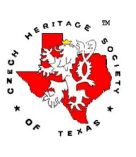 CZECH HERITAGE SOCIETY
OF TEXAS
TM